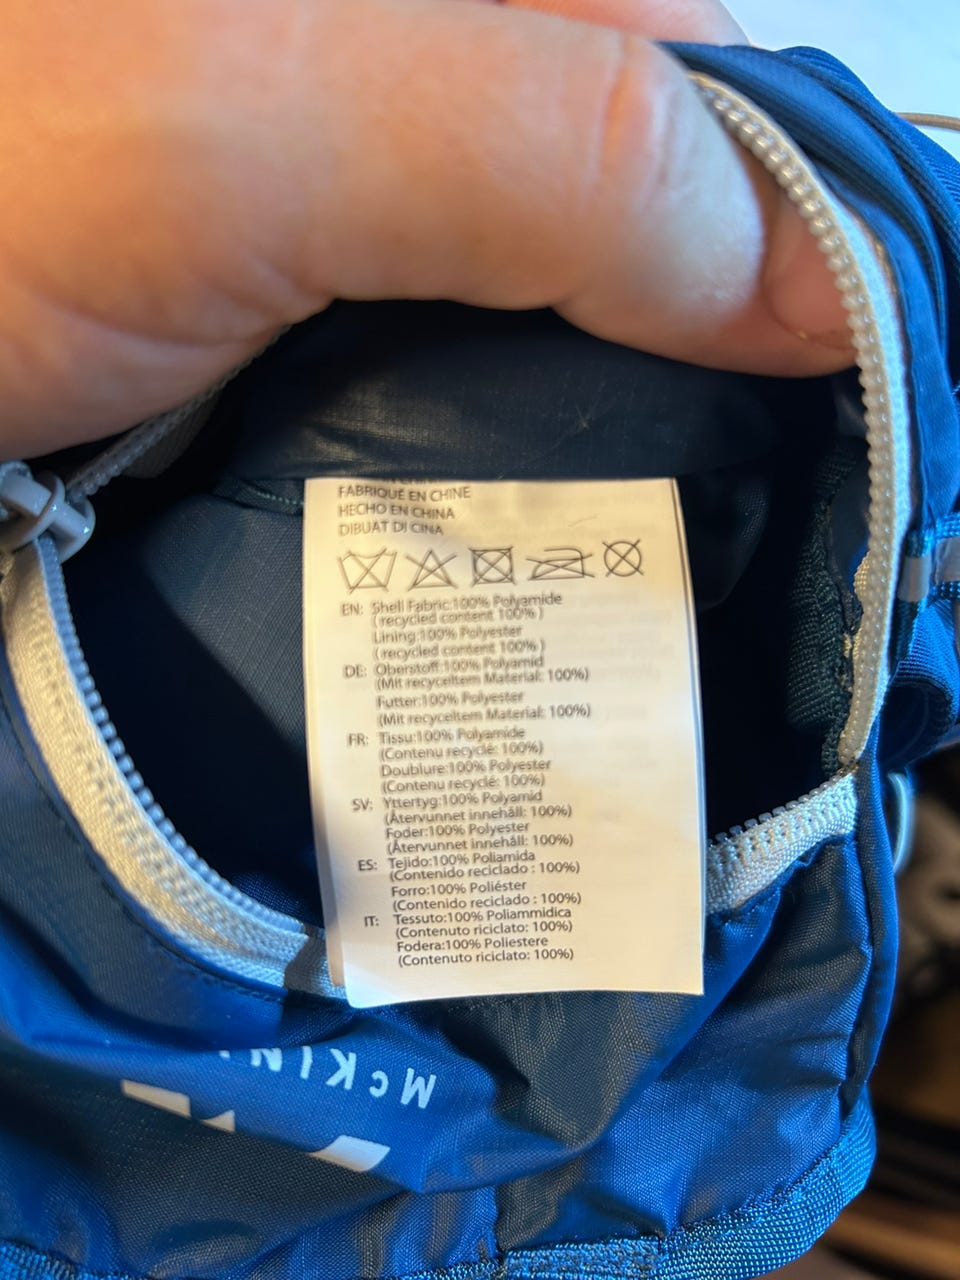 FABRIQUÉ EN CHINE
HECHO EN CHINA
DIBUAT DI CINA
EN: Shell Fabric:100% Polyamide
(recycled content 100%)
Lining:100% Polyester
(recycled content 100%)
DE: Oberstoff:100% Polyamid
(Mit recyceltem Material: 100%)
Futter:100% Polyester
(Mit recyceltem Material: 100%)
FR: Tissu:100% Polyamide
(Contenu recyclé: 100%)
Doublure:100% Polyester
(Contenu recyclé: 100%)
SV: Yttertyg:100% Polyamid
(Återvunnet innehåll: 100%)
Foder:100% Polyester
(Återvunnet innehåll: 100%)
ES: Tejido:100% Poliamida
(Contenido reciclado : 100%)
Forro:100% Poliéster
(Contenido reciclado : 100%)
IT: Tessuto:100% Poliammidica
(Contenuto riciclato: 100%)
Fodera:100% Poliestere
(Contenuto riciclato: 100%)
McKIN